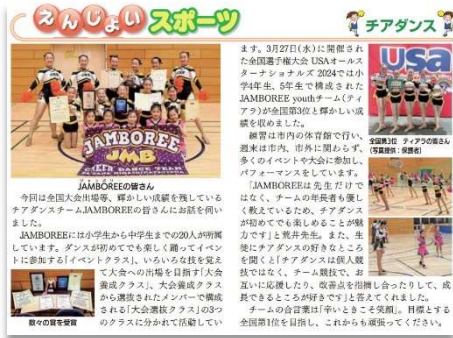 えんじょいスポーツ
チアダンス
JAMBOREE
JMB
CHEER DANCE TEAM
JAMBOREEの皆さん
今回は全国大会出場等、輝かしい成績を残している
チアダンスチームJAMBOREEの皆さんにお話を伺い
ました。
JAMBOREEには小学生から中学生までの20人が所属
しています。ダンスが初めてでも楽しく踊ってイベン
トに参加する「イベントクラス」、いろいろな技を覚え
て大会への出場を目指す「大会
養成クラス」、大会養成クラス
から選抜されたメンバーで構成
される「大会選抜クラス」の3つ
のクラスに分かれて活動してい
数々の賞を受賞
ます。3月27日(水)に開催され
た全国選手権大会 USAオールス
ターナショナルズ 2024では小
学4年生、5年生で構成された
JAMBOREE youthチーム(ティ
アラ)が全国第3位と輝かしい成
績を収めました。
練習は市内の体育館で行い、
週末は市内、市外に関わらず、
多くのイベントや大会に参加し、
パフォーマンスをしています。
「JAMBOREEは先生だけで
はなく、チームの年長者も優し
く教えているため、チアダンス
が初めてでも楽しめることが魅
力です」と荒井先生。また、生
徒にチアダンスの好きなところ
を聞くと「チアダンスは個人競
技ではなく、チーム競技で、お
互いに応援したり、改善点を指摘し合ったりして、成
長できるところが好きです」と答えてくれました。
チームの合言葉は「辛いときこそ笑顔」。目標とする
全国第1位を目指し、これからも頑張ってください。
usa
全国第3位 ティアラの皆さん
(写真提供:保護者)